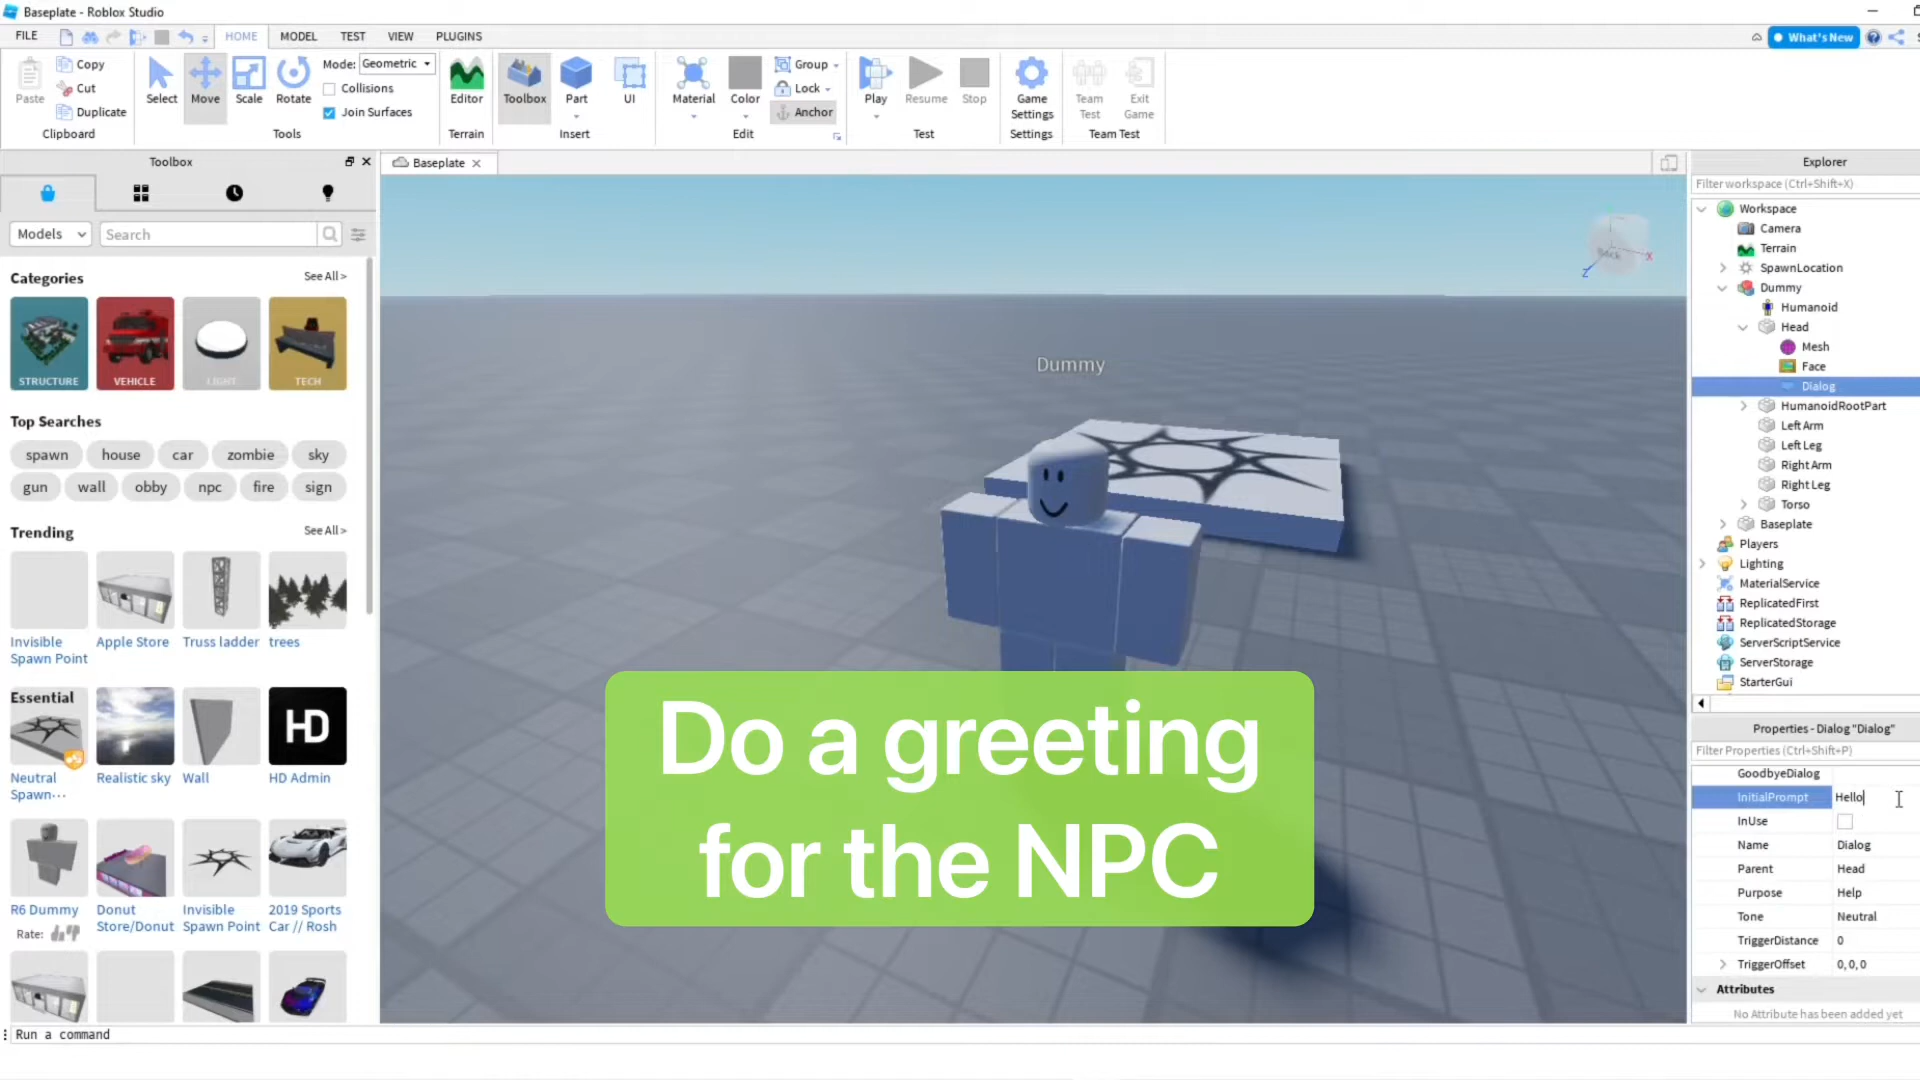 Baseplate - Roblox Studio
FILE
HOME
MODEL
TEST
VIEW
PLUGINS
What's New
Paste
Copy
Cut
Duplicate
Clipboard
Select
Move
Scale
Rotate
Mode: Geometric
Collisions
Join Surfaces
Tools
Editor
Terrain
Toolbox
Part
UI
Insert
Material
Color
Group
Lock
Anchor
Edit
Play
Resume
Stop
Test
Game Settings
Settings
Team Test
Exit Game
Team Test
Toolbox
Models
Search
Categories
See All >
STRUCTURE
VEHICLE
LIGHT
TECH
Top Searches
spawn house car zombie sky
gun wall obby npc fire sign
Trending
See All >
Invisible Spawn Point
Apple Store
Truss ladder
trees
Essential
Neutral Spawn...
Realistic sky
Wall
HD
HD Admin
R6 Dummy
Rate:
Donut Store/Donut
Invisible Spawn Point
2019 Sports Car // Rosh
Run a command
Baseplate
Back
X
Z
Dummy
Do a greeting
for the NPC
Explorer
Filter workspace (Ctrl+Shift+X)
Workspace
Camera
Terrain
SpawnLocation
Dummy
Humanoid
Head
Mesh
Face
Dialog
HumanoidRootPart
Left Arm
Left Leg
Right Arm
Right Leg
Torso
Baseplate
Players
Lighting
MaterialService
ReplicatedFirst
ReplicatedStorage
ServerScriptService
ServerStorage
StarterGui
Properties - Dialog "Dialog"
Filter Properties (Ctrl+Shift+P)
GoodbyeDialog
InitialPrompt Hello
InUse
Name Dialog
Parent Head
Purpose Help
Tone Neutral
TriggerDistance 0
TriggerOffset 0, 0, 0
Attributes
No Attribute has been added yet